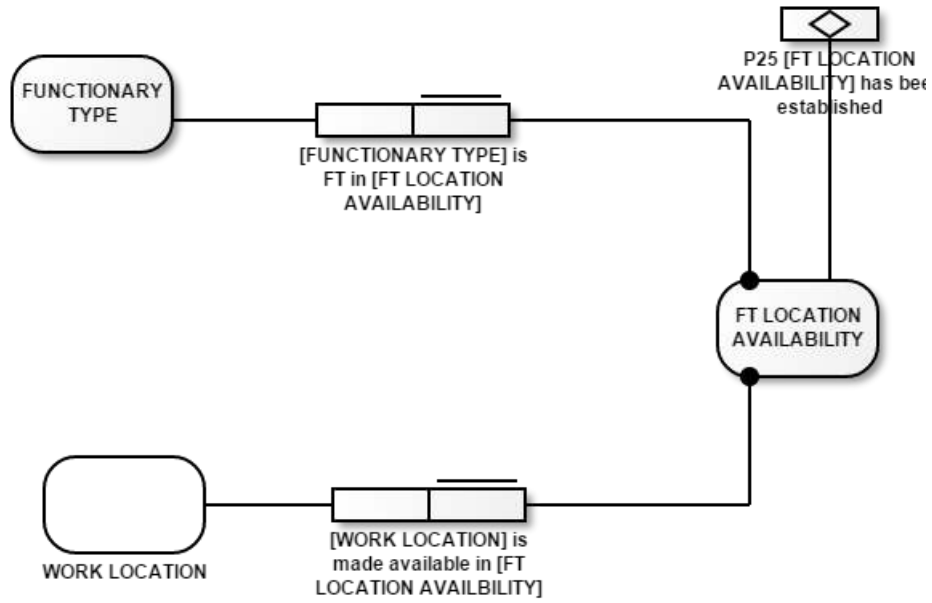 P25 [FT LOCATION
AVAILABILITY] has bee
established
FUNCTIONARY
TYPE
[FUNCTIONARY TYPE] is
FT in [FT LOCATION
AVAILABILITY]
FT LOCATION
AVAILABILITY
WORK LOCATION
[WORK LOCATION] is
made available in [FT
LOCATION AVAILBILITY]